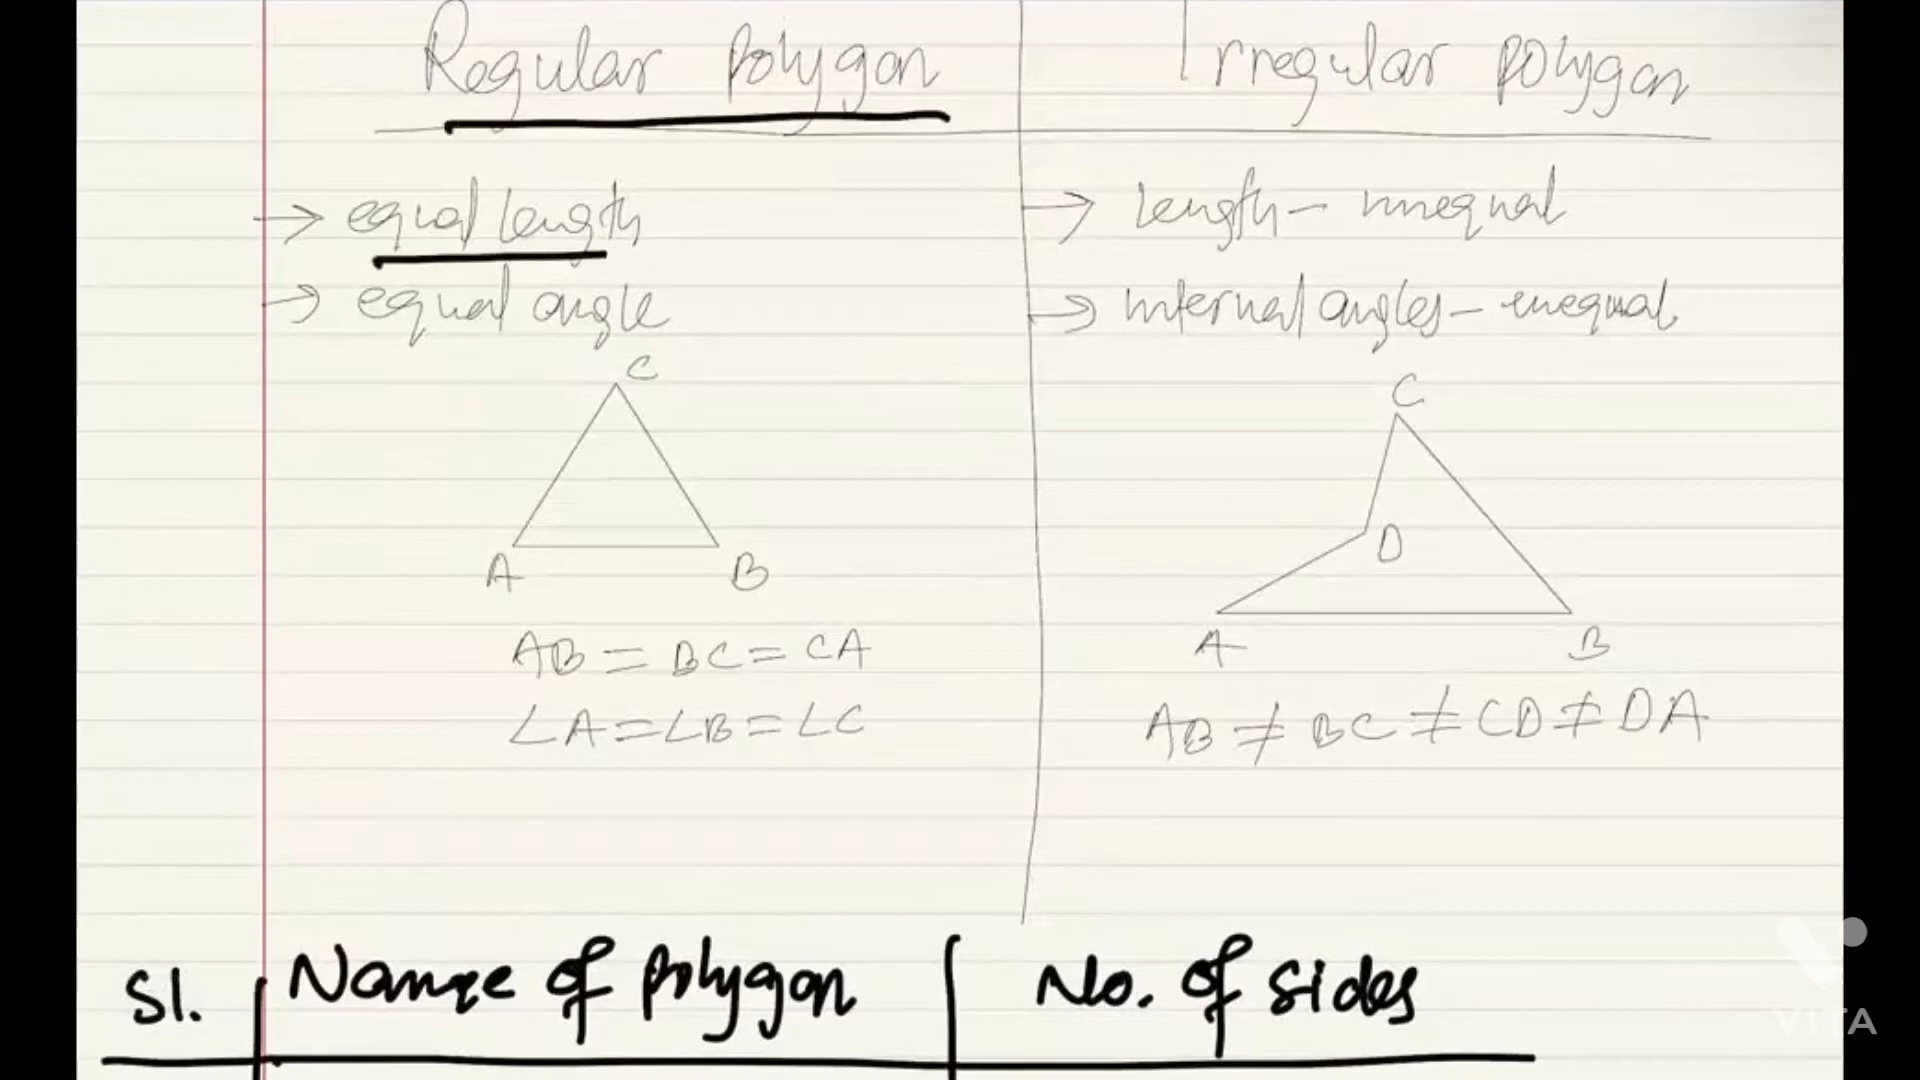 Regular Polygon
Irregular polygon
→ equal length
→ equal angle
C
A
B
AB = BC = CA
∠A = ∠B = ∠C
→ length - unequal
→ internal angles - unequal
C
D
A
B
AB ≠ BC ≠ CD ≠ DA
Sl.
Name of polygon
No. of sides
VITA